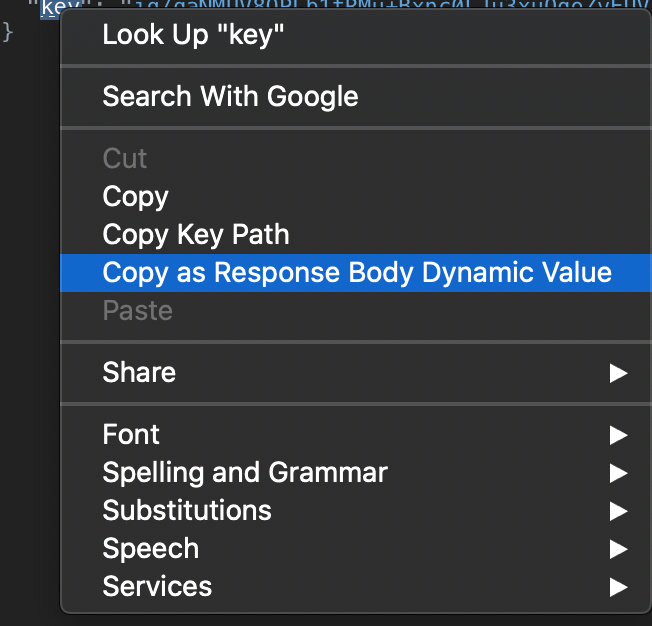 "key":
}
Look Up "key"
Search With Google
Cut
Copy
Copy Key Path
Copy as Response Body Dynamic Value
Paste
Share
Font
Spelling and Grammar
Substitutions
Speech
Services